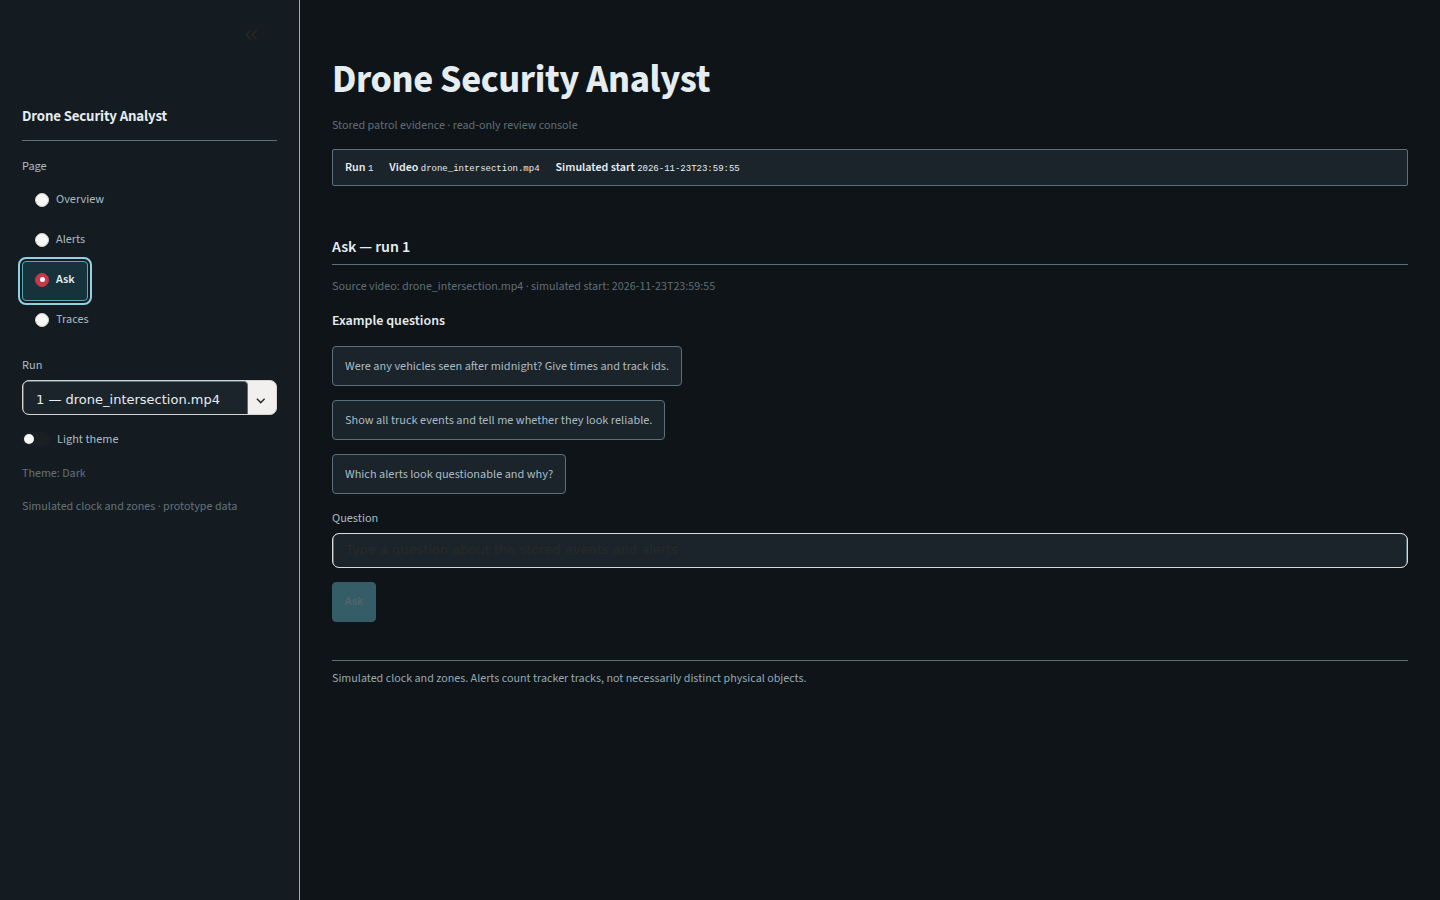 Drone Security Analyst
Page
Overview
Alerts
Ask
Traces
Run
1 — drone_intersection.mp4
Light theme
Theme: Dark
Simulated clock and zones · prototype data
Drone Security Analyst
Stored patrol evidence · read-only review console
Run 1 Video drone_intersection.mp4 Simulated start 2026-11-23T23:59:55
Ask — run 1
Source video: drone_intersection.mp4 · simulated start: 2026-11-23T23:59:55
Example questions
Were any vehicles seen after midnight? Give times and track ids.
Show all truck events and tell me whether they look reliable.
Which alerts look questionable and why?
Question
Type a question about the stored events and alerts
Ask
Simulated clock and zones. Alerts count tracker tracks, not necessarily distinct physical objects.